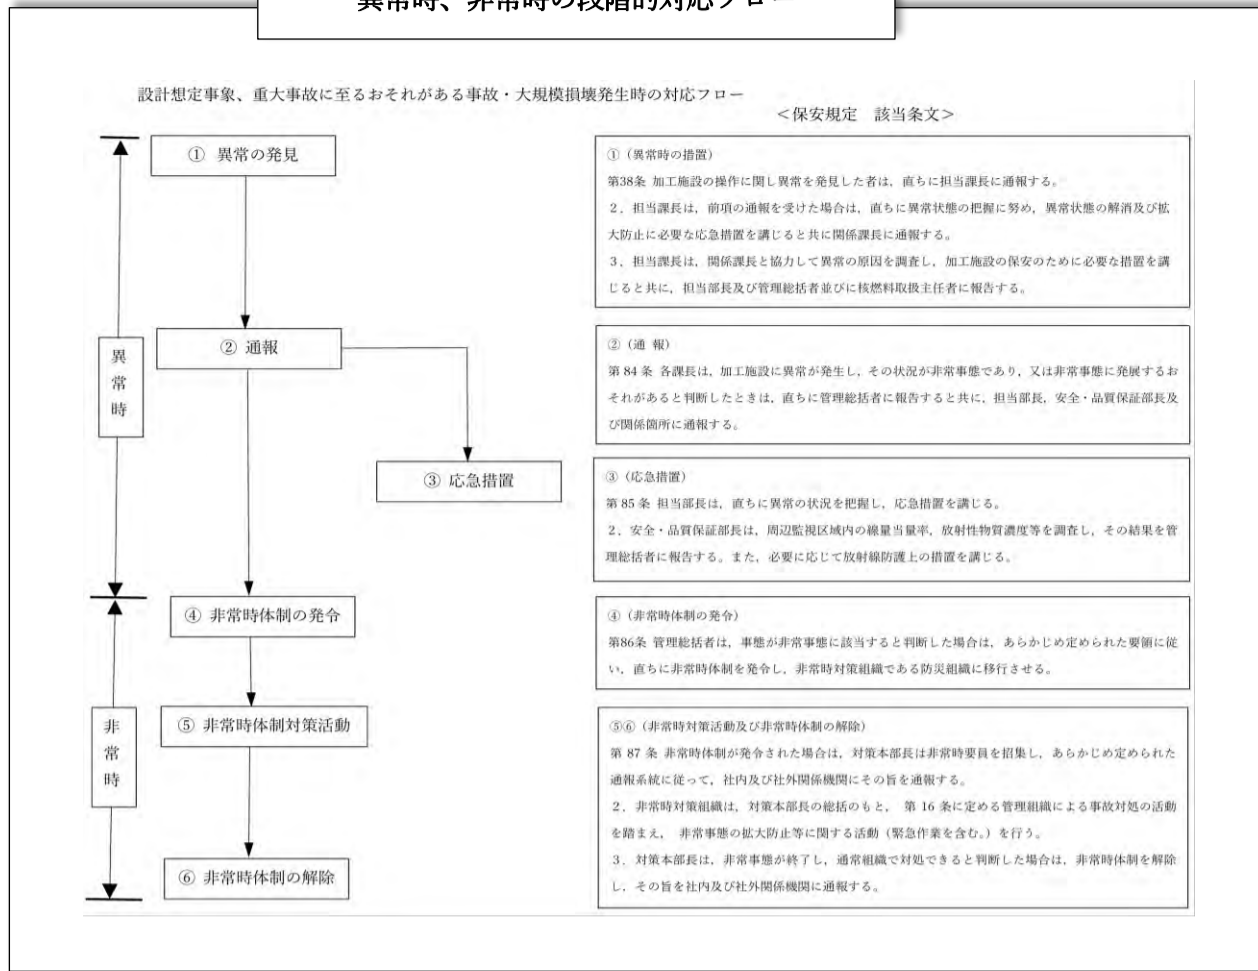 異常時、非常時の段階的対応フロー
設計想定事象、重大事故に至るおそれがある事故・大規模損壊発生時の対応フロー
＜保安規定　該当条文＞
① 異常の発見
② 通報
③ 応急措置
④ 非常時体制の発令
⑤ 非常時体制対策活動
⑥ 非常時体制の解除
異常時
非常時
①（異常時の措置）
第38条 加工施設の操作に関し異常を発見した者は，直ちに担当課長に通報する。
２．担当課長は，前項の通報を受けた場合は，直ちに異常状態の把握に努め，異常状態の解消及び拡
大防止に必要な応急措置を講じると共に関係課長に通報する。
３．担当課長は，関係課長と協力して異常の原因を調査し，加工施設の保安のために必要な措置を講
じると共に，担当部長及び管理総括者並びに核燃料取扱主任者に報告する。
②（通 報）
第 84 条 各課長は，加工施設に異常が発生し，その状況が非常事態であり，又は非常事態に発展するお
それがあると判断したときは，直ちに管理総括者に報告すると共に，担当部長，安全・品質保証部長及
び関係箇所に通報する。
③（応急措置）
第 85 条 担当部長は，直ちに異常の状況を把握し，応急措置を講じる。
２．安全・品質保証部長は，周辺監視区域内の線量当量率，放射性物質濃度等を調査し，その結果を管
理総括者に報告する。また，必要に応じて放射線防護上の措置を講じる。
④（非常時体制の発令）
第86条 管理総括者は，事態が非常事態に該当すると判断した場合は，あらかじめ定められた要領に従
い，直ちに非常時体制を発令し，非常時対策組織である防災組織に移行させる。
⑤⑥（非常時対策活動及び非常時体制の解除）
第 87 条 非常時体制が発令された場合は，対策本部長は非常時要員を招集し，あらかじめ定められた
通報系統に従って，社内及び社外関係機関にその旨を通報する。
２．非常時対策組織は，対策本部長の総括のもと， 第 16 条に定める管理組織による事故対処の活動
を踏まえ， 非常事態の拡大防止等に関する活動（緊急作業を含む。）を行う。
３．対策本部長は，非常事態が終了し，通常組織で対処できると判断した場合は，非常時体制を解除
し，その旨を社内及び社外関係機関に通報する。